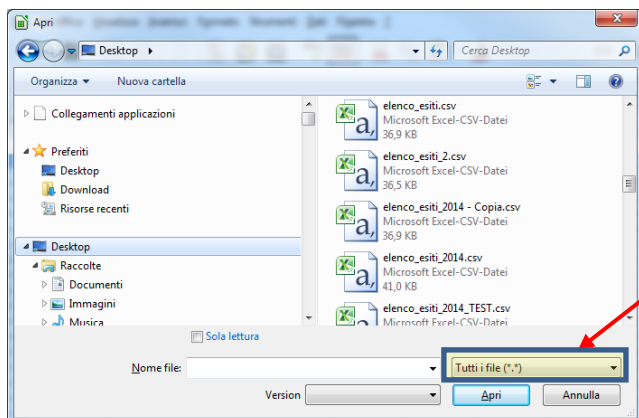 Apri
Desktop
Cerca Desktop
Organizza
Nuova cartella
Collegamenti applicazioni
Preferiti
Desktop
Download
Risorse recenti
Desktop
Raccolte
Documenti
Immagini
Musica
elenco_esiti.csv
Microsoft Excel-CSV-Datei
36,9 KB
elenco_esiti_2.csv
Microsoft Excel-CSV-Datei
36,5 KB
elenco_esiti_2014 - Copia.csv
Microsoft Excel-CSV-Datei
36,9 KB
elenco_esiti_2014.csv
Microsoft Excel-CSV-Datei
41,0 KB
elenco_esiti_2014_TEST.csv
Microsoft Excel-CSV-Datei
Sola lettura
Nome file:
Tutti i file (*.*)
Version
Apri
Annulla